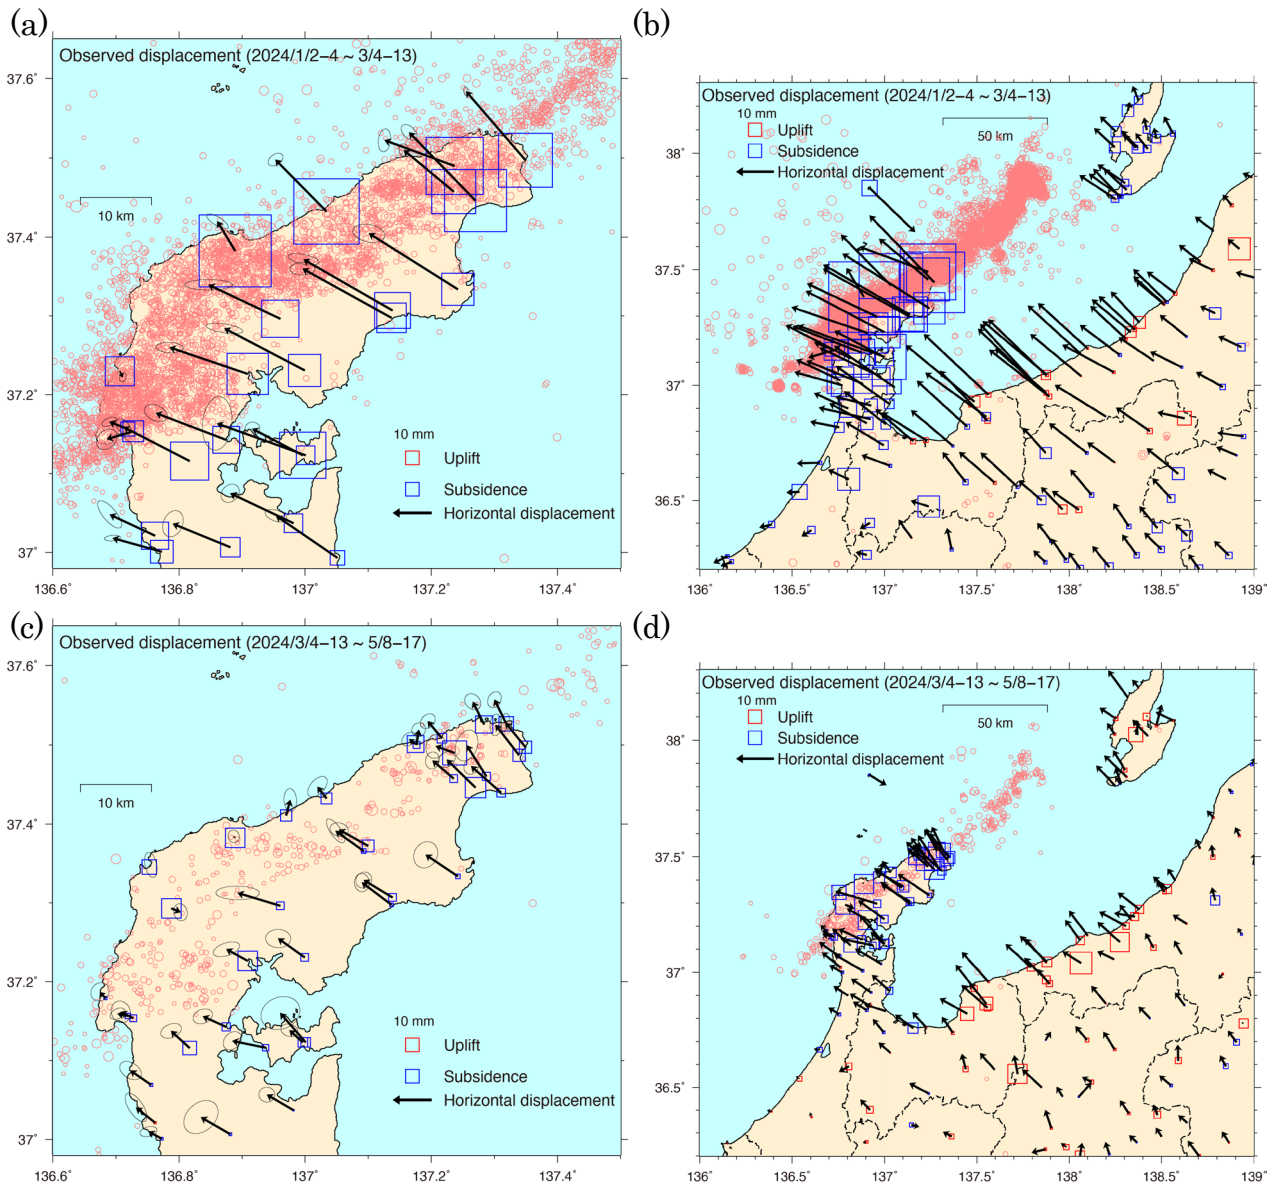 (a)
Observed displacement (2024/1/2−4 ~ 3/4−13)
37.6°
37.4°
37.2°
37°
10 km
10 mm
Uplift
Subsidence
Horizontal displacement
136.6
136.8
137
137.2
137.4
(b)
Observed displacement (2024/1/2−4 ~ 3/4−13)
10 mm
Uplift
Subsidence
Horizontal displacement
50 km
38°
37.5°
37°
36.5°
136°
136.5
137°
137.5
138°
138.5
139°
(c)
Observed displacement (2024/3/4−13 ~ 5/8−17)
37.6°
37.4°
37.2°
37°
10 km
10 mm
Uplift
Subsidence
Horizontal displacement
136.6
136.8
137
137.2
137.4
(d)
Observed displacement (2024/3/4−13 ~ 5/8−17)
10 mm
Uplift
Subsidence
Horizontal displacement
50 km
38°
37.5°
37°
36.5°
136°
136.5
137°
137.5
138°
138.5
139°